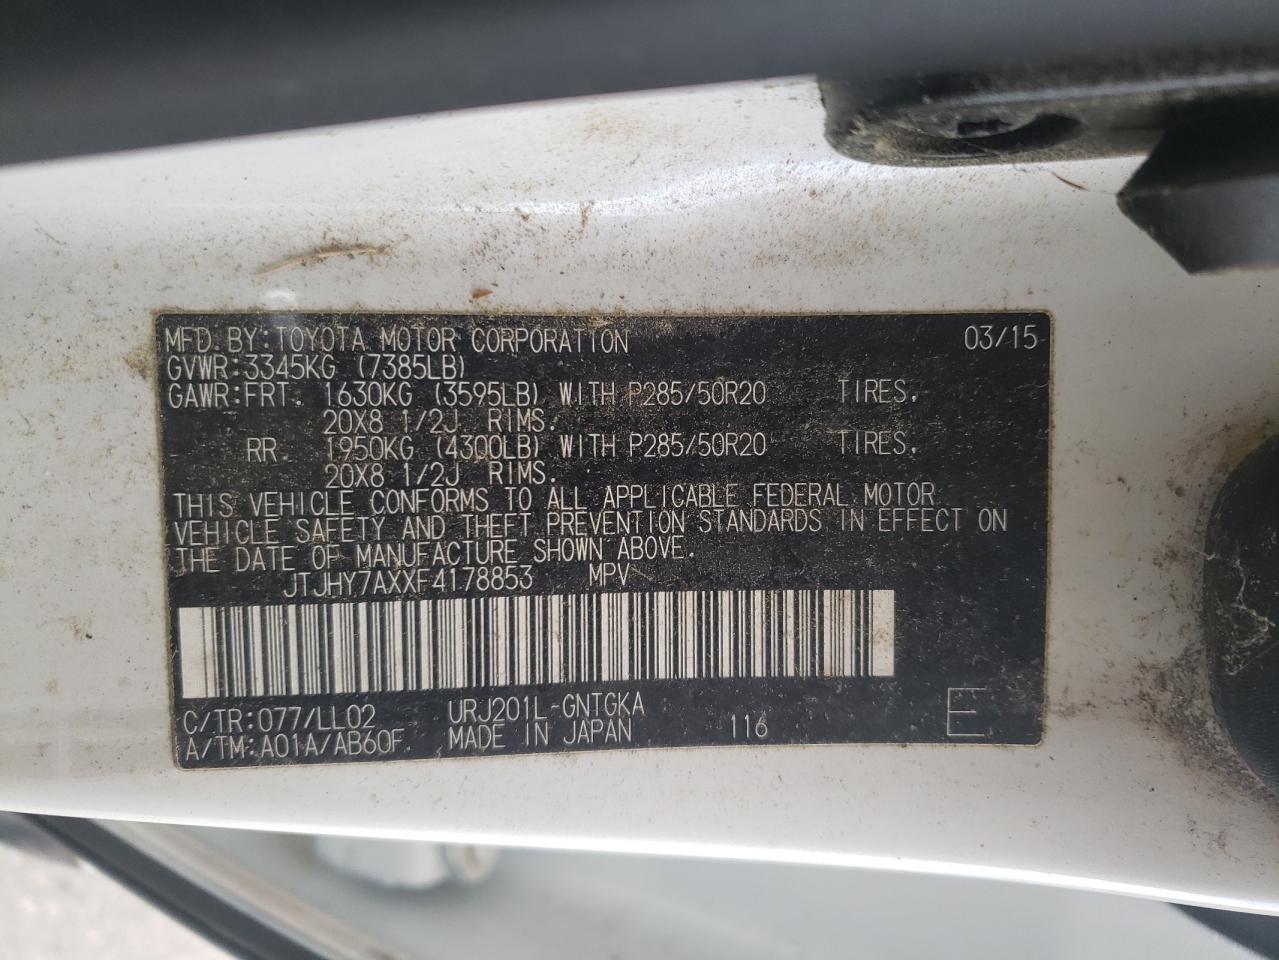 MFD. BY: TOYOTA MOTOR CORPORATION 03/15
GVWR: 3345KG (7385LB)
GAWR: FRT. 1630KG (3595LB) WITH P285/50R20 TIRES,
20X8 1/2J RIMS.
RR. 1950KG (4300LB) WITH P285/50R20 TIRES,
20X8 1/2J RIMS.
THIS VEHICLE CONFORMS TO ALL APPLICABLE FEDERAL MOTOR
VEHICLE SAFETY AND THEFT PREVENTION STANDARDS IN EFFECT ON
THE DATE OF MANUFACTURE SHOWN ABOVE.
JTJHY7AXXF4178853 MPV
C/TR: 077/LL02 URJ201L-GNTGKA
A/TM: A01A/AB60F MADE IN JAPAN 116 E